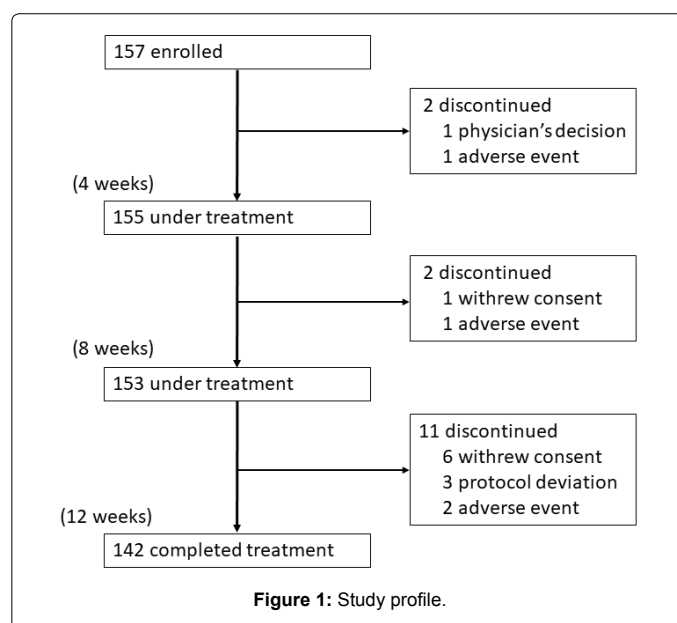 157 enrolled
2 discontinued
1 physician's decision
1 adverse event
(4 weeks)
155 under treatment
2 discontinued
1 withrew consent
1 adverse event
(8 weeks)
153 under treatment
11 discontinued
6 withrew consent
3 protocol deviation
2 adverse event
(12 weeks)
142 completed treatment
Figure 1: Study profile.